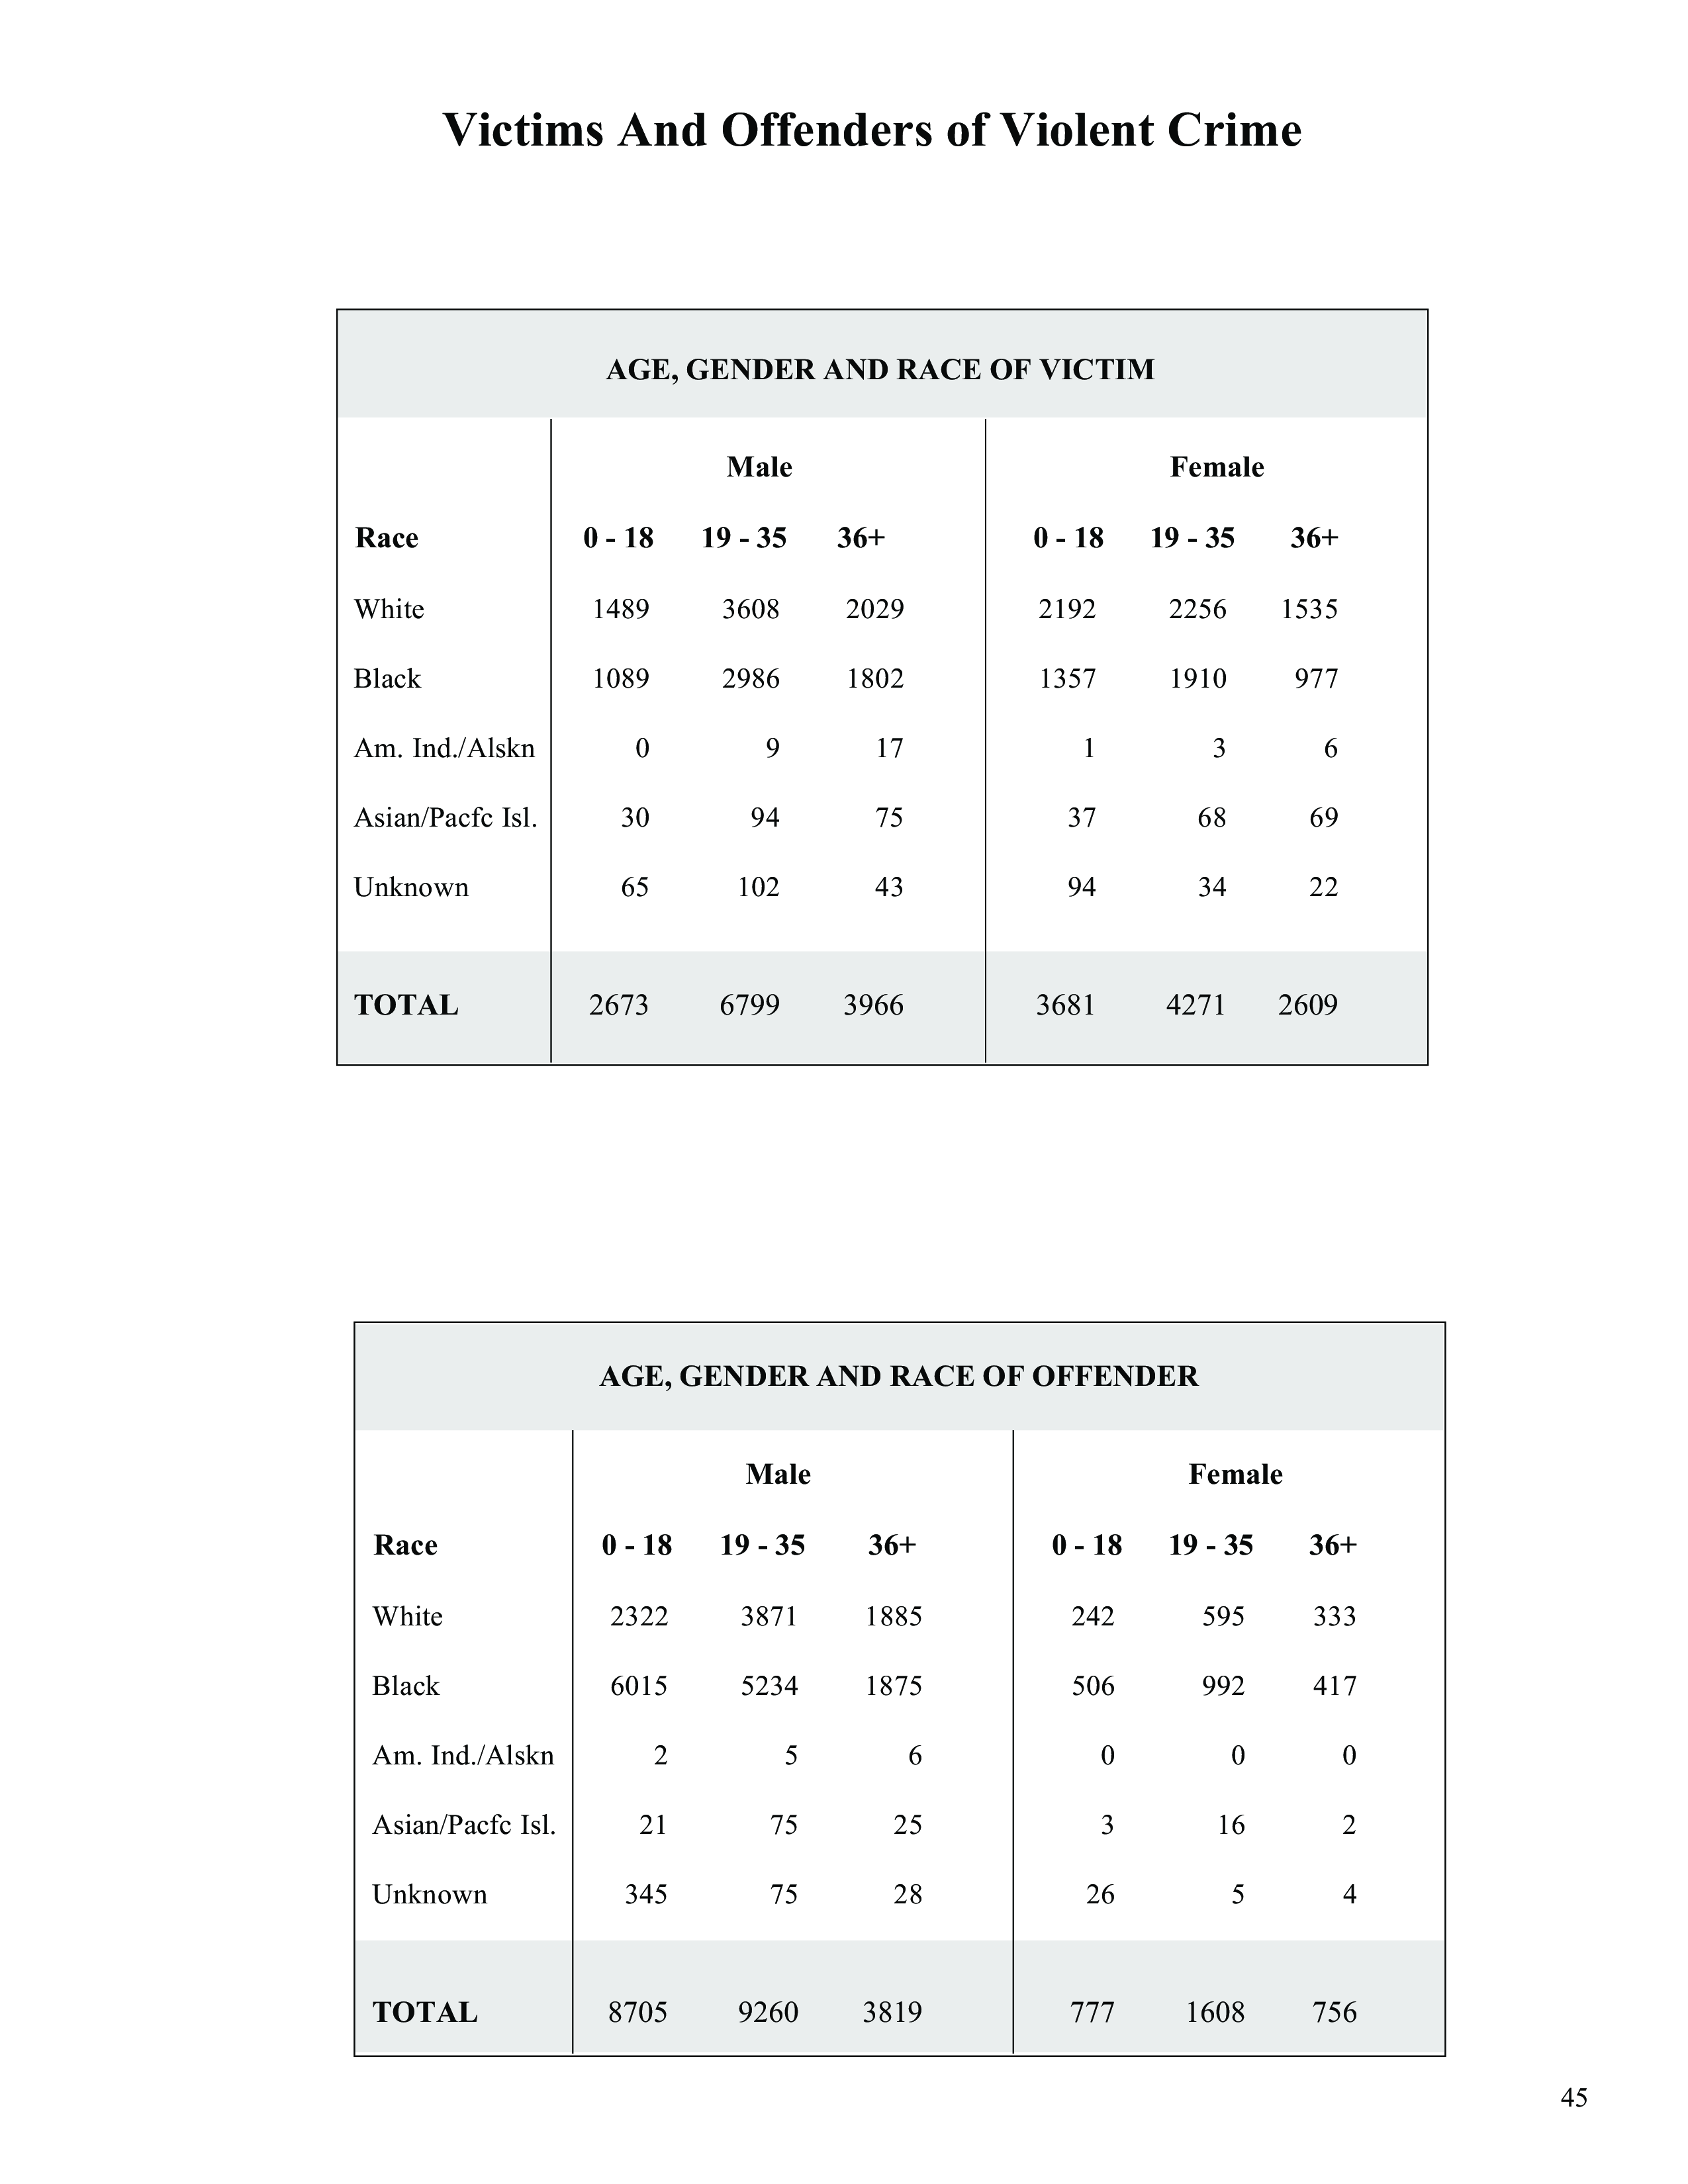 Victims And Offenders of Violent Crime
AGE, GENDER AND RACE OF VICTIM
Male Female
Race 0 - 18 19 - 35 36+ 0 - 18 19 - 35 36+
White 1489 3608 2029 2192 2256 1535
Black 1089 2986 1802 1357 1910 977
Am. Ind./Alskn 0 9 17 1 3 6
Asian/Pacfc Isl. 30 94 75 37 68 69
Unknown 65 102 43 94 34 22
TOTAL 2673 6799 3966 3681 4271 2609
AGE, GENDER AND RACE OF OFFENDER
Male Female
Race 0 - 18 19 - 35 36+ 0 - 18 19 - 35 36+
White 2322 3871 1885 242 595 333
Black 6015 5234 1875 506 992 417
Am. Ind./Alskn 2 5 6 0 0 0
Asian/Pacfc Isl. 21 75 25 3 16 2
Unknown 345 75 28 26 5 4
TOTAL 8705 9260 3819 777 1608 756
45